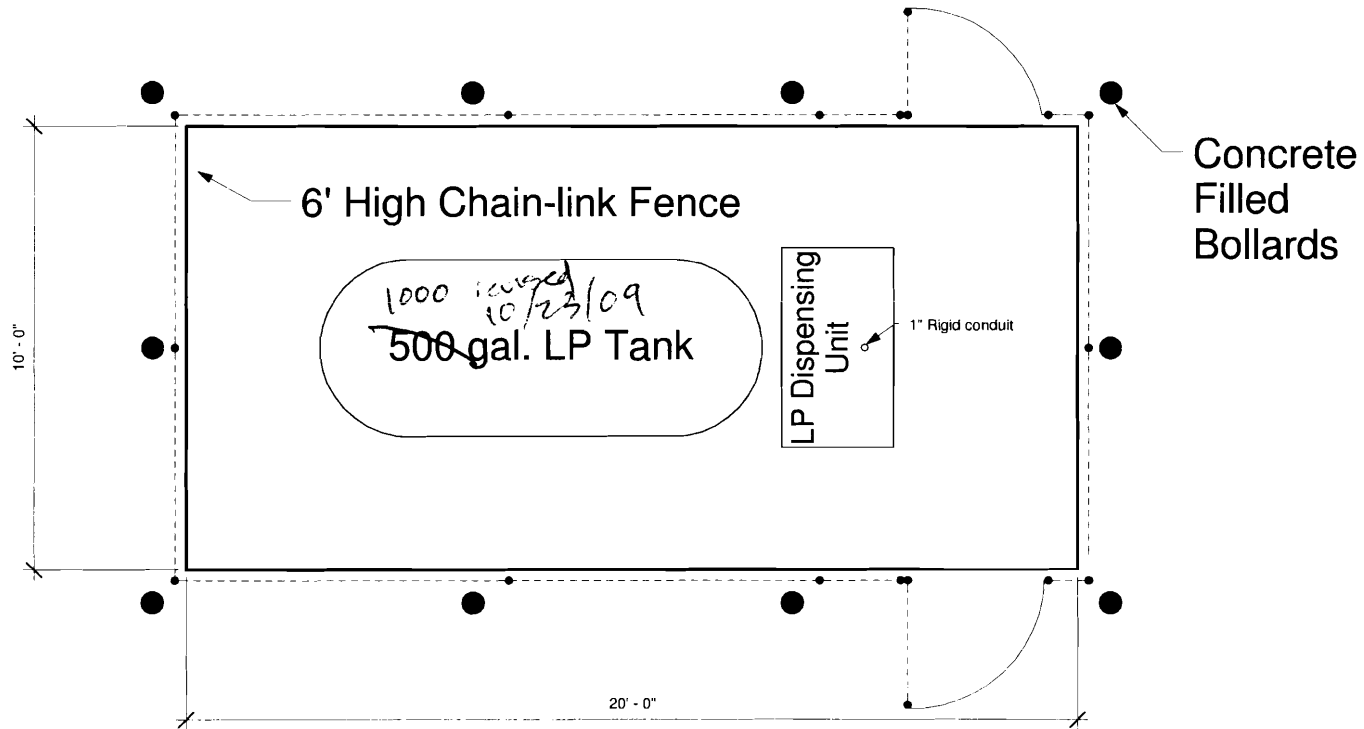 Concrete
Filled
Bollards
6' High Chain-link Fence
1000 revised
10/23/09
500 gal. LP Tank
LP Dispensing
Unit
1" Rigid conduit
10' - 0"
20' - 0"